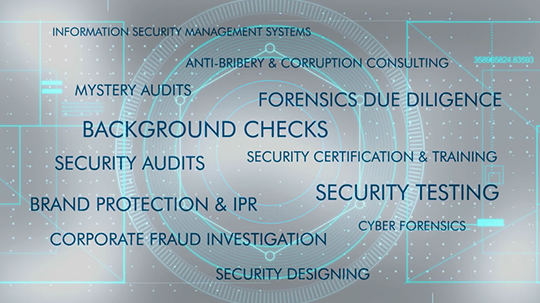 INFORMATION SECURITY MANAGEMENT SYSTEMS
ANTI-BRIBERY & CORRUPTION CONSULTING
MYSTERY AUDITS
FORENSICS DUE DILIGENCE
BACKGROUND CHECKS
SECURITY AUDITS
SECURITY CERTIFICATION & TRAINING
SECURITY TESTING
BRAND PROTECTION & IPR
CYBER FORENSICS
CORPORATE FRAUD INVESTIGATION
SECURITY DESIGNING